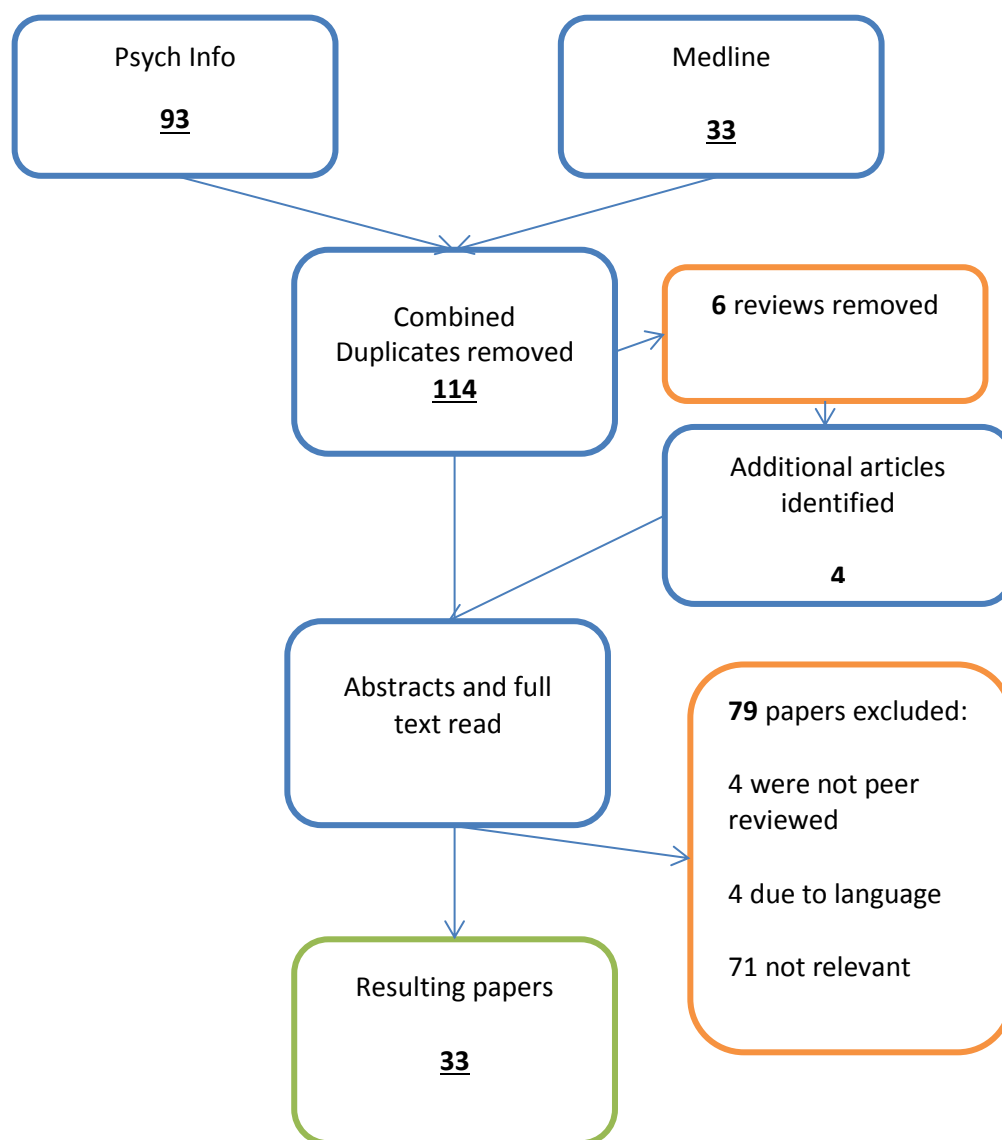 Psych Info
93
Medline
33
Combined
Duplicates removed
114
6 reviews removed
Additional articles
identified
4
Abstracts and full
text read
79 papers excluded:
4 were not peer
reviewed
4 due to language
71 not relevant
Resulting papers
33